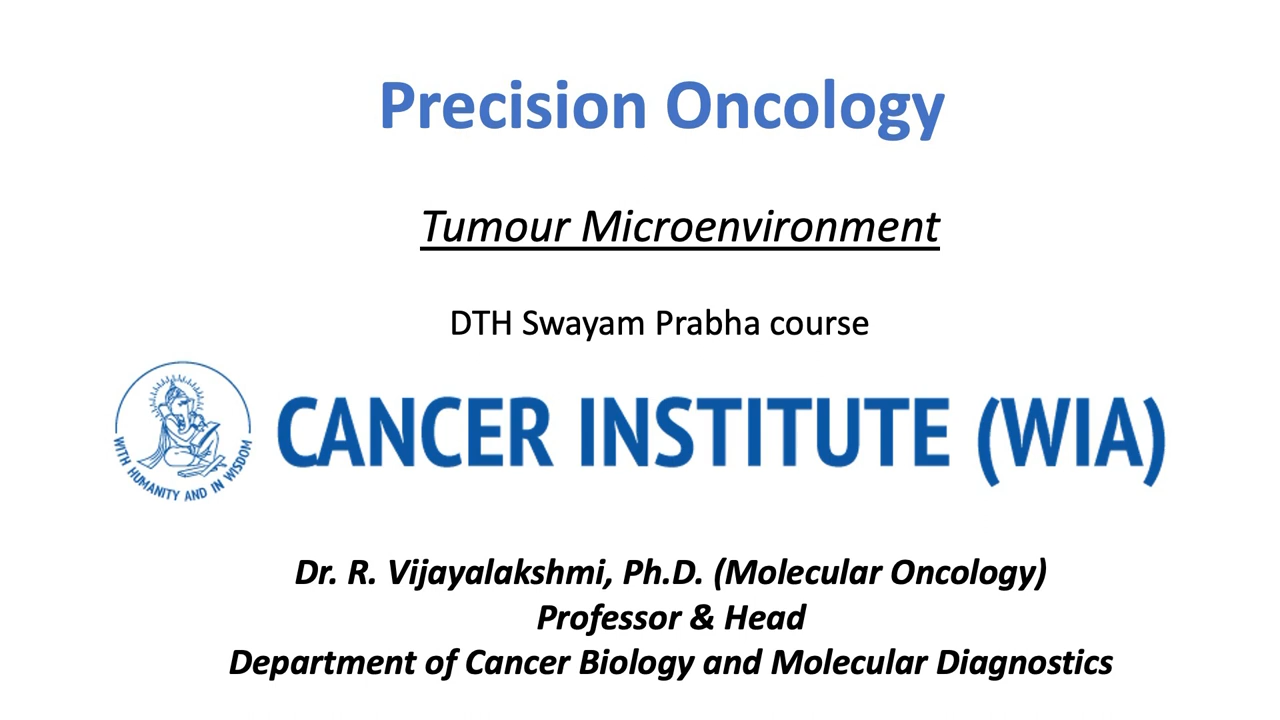 Precision Oncology
Tumour Microenvironment
DTH Swayam Prabha course
WITH HUMANITY AND IN WISDOM
CANCER INSTITUTE (WIA)
Dr. R. Vijayalakshmi, Ph.D. (Molecular Oncology)
Professor & Head
Department of Cancer Biology and Molecular Diagnostics